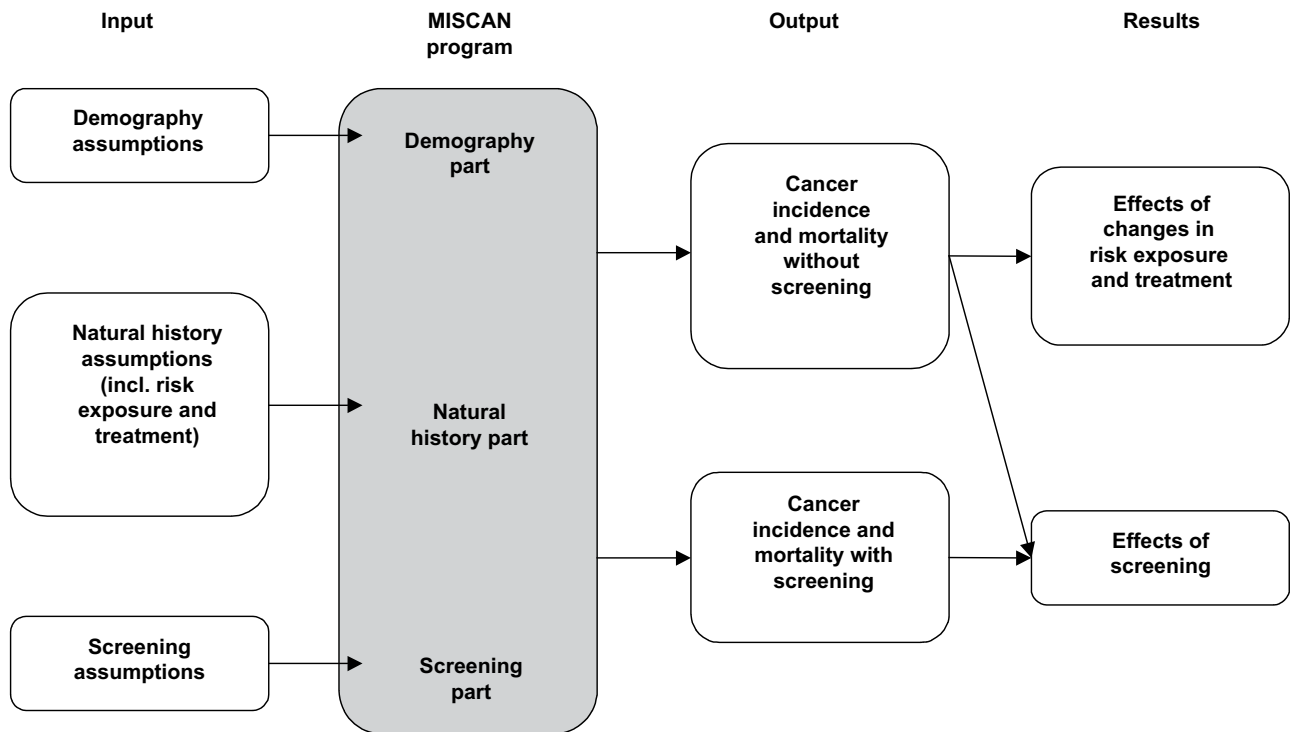 Input
MISCAN
program
Output
Results
Demography
assumptions
Demography
part
Cancer
incidence
and mortality
without
screening
Effects of
changes in
risk exposure
and treatment
Natural history
assumptions
(incl. risk
exposure and
treatment)
Natural
history part
Cancer
incidence and
mortality with
screening
Effects of
screening
Screening
assumptions
Screening
part